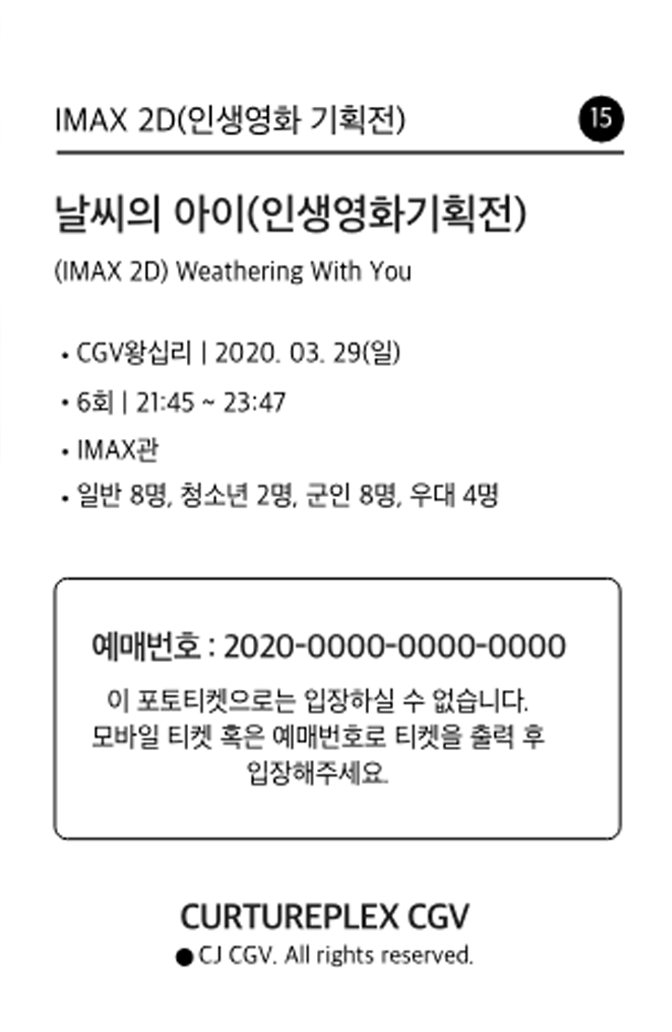 IMAX 2D(인생영화 기획전)
15
날씨의 아이(인생영화기획전)
(IMAX 2D) Weathering With You
• CGV왕십리 | 2020. 03. 29(일)
• 6회 | 21:45 ~ 23:47
• IMAX관
• 일반 8명, 청소년 2명, 군인 8명, 우대 4명
예매번호 : 2020-0000-0000-0000
이 포토티켓으로는 입장하실 수 없습니다.
모바일 티켓 혹은 예매번호로 티켓을 출력 후
입장해주세요.
CURTUREPLEX CGV
● CJ CGV. All rights reserved.